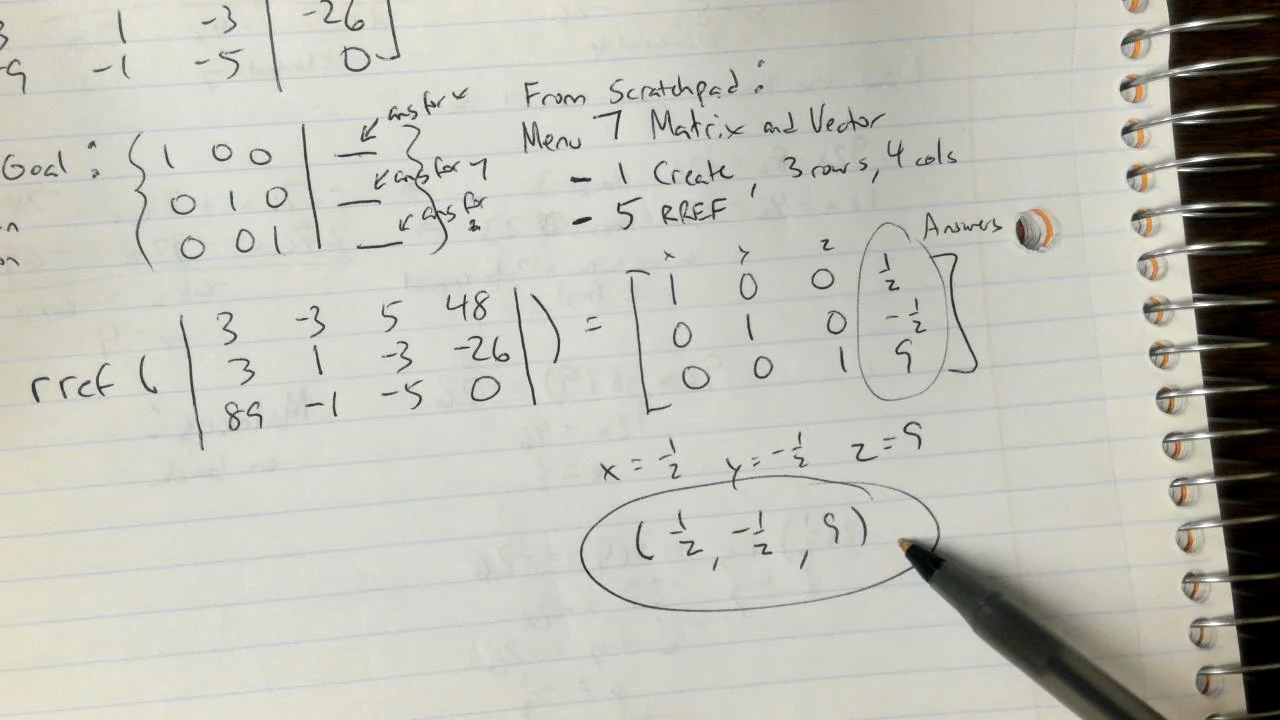 3 1 -3 | -26
-9 -1 -5 | 0
Goal: { 1 0 0 | — ans for x
0 1 0 | — ans for y
0 0 1 | — ans for z
From Scratchpad:
Menu 7 Matrix and Vector
- 1 Create, 3 rows, 4 cols
- 5 RREF
Answers
x y z
rref ( | 3 -3 5 48 | ) = [ 1 0 0 1/2 ]
3 1 -3 -26 0 1 0 -1/2
89 -1 -5 0 0 0 1 9
x = 1/2 y = -1/2 z = 9
( 1/2, -1/2, 9 )